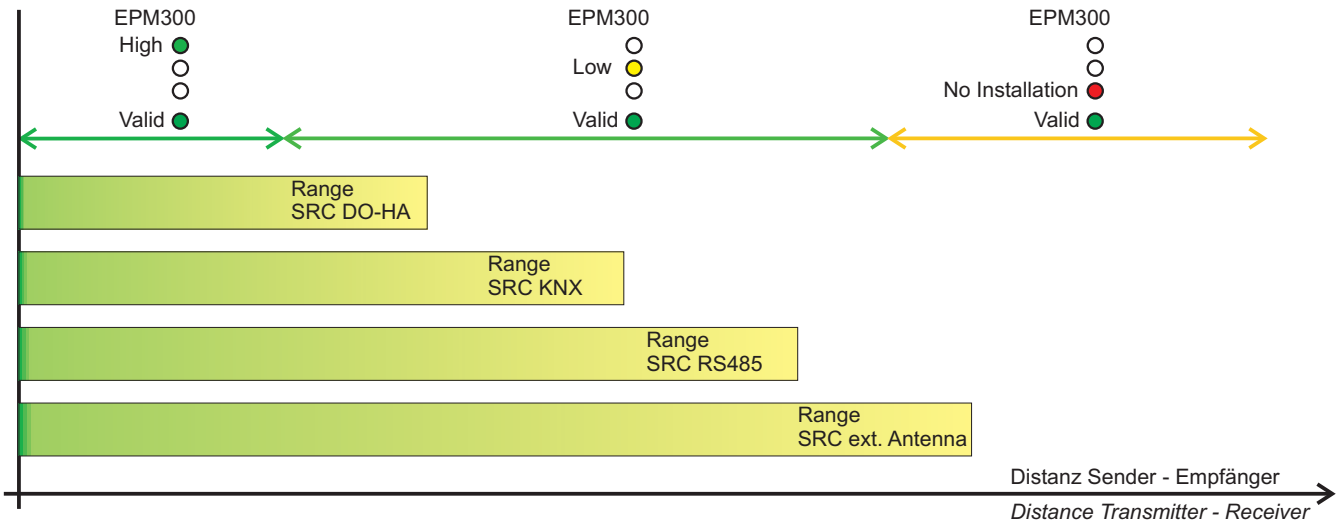 EPM300
High
Valid
EPM300
Low
Valid
EPM300
No Installation
Valid
Range
SRC DO-HA
Range
SRC KNX
Range
SRC RS485
Range
SRC ext. Antenna
Distanz Sender - Empfänger
Distance Transmitter - Receiver